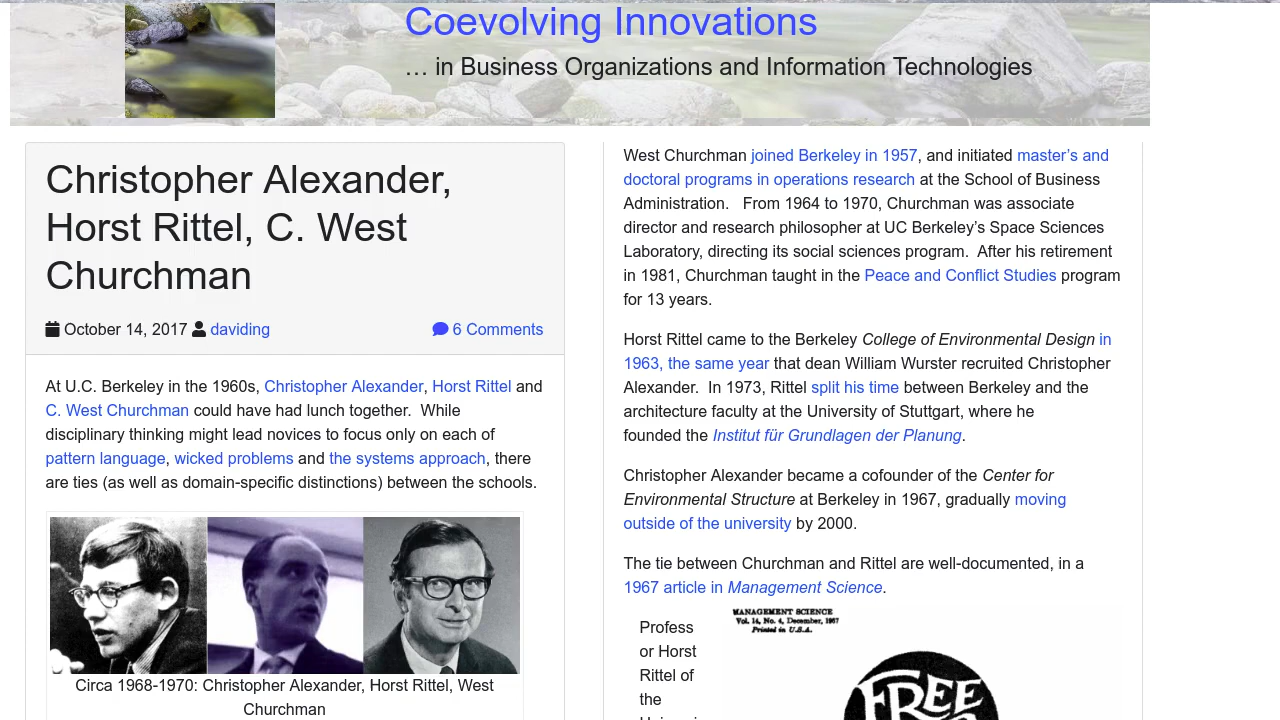 Coevolving Innovations
… in Business Organizations and Information Technologies
Christopher Alexander,
Horst Rittel, C. West
Churchman
October 14, 2017 daviding
6 Comments
At U.C. Berkeley in the 1960s, Christopher Alexander, Horst Rittel and
C. West Churchman could have had lunch together.  While
disciplinary thinking might lead novices to focus only on each of
pattern language, wicked problems and the systems approach, there
are ties (as well as domain-specific distinctions) between the schools.
Circa 1968-1970: Christopher Alexander, Horst Rittel, West
Churchman
West Churchman joined Berkeley in 1957, and initiated master’s and
doctoral programs in operations research at the School of Business
Administration.   From 1964 to 1970, Churchman was associate
director and research philosopher at UC Berkeley’s Space Sciences
Laboratory, directing its social sciences program.  After his retirement
in 1981, Churchman taught in the Peace and Conflict Studies program
for 13 years.
Horst Rittel came to the Berkeley College of Environmental Design in
1963, the same year that dean William Wurster recruited Christopher
Alexander.  In 1973, Rittel split his time between Berkeley and the
architecture faculty at the University of Stuttgart, where he
founded the Institut für Grundlagen der Planung.
Christopher Alexander became a cofounder of the Center for
Environmental Structure at Berkeley in 1967, gradually moving
outside of the university by 2000.
The tie between Churchman and Rittel are well-documented, in a
1967 article in Management Science.
Profess
or Horst
Rittel of
the
MANAGEMENT SCIENCE
Vol. 14, No. 4, December, 1967
Printed in U.S.A.
FREE